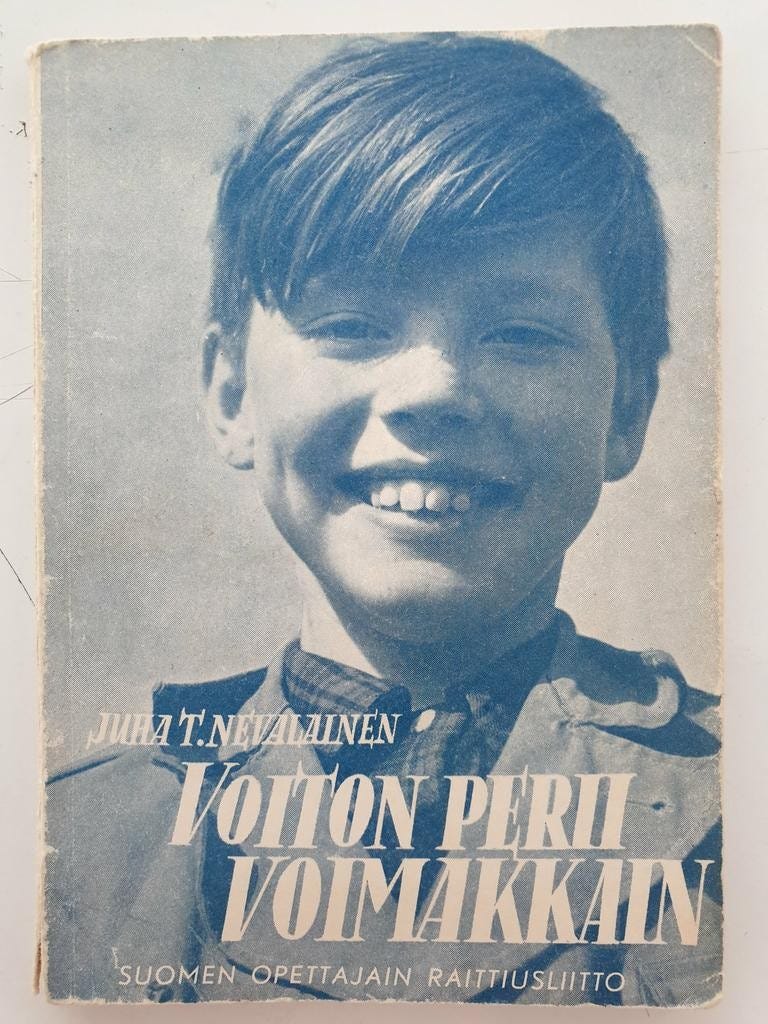 JUHA T. NEVALAINEN
VOITON PERII
VOIMAKKAIN
SUOMEN OPETTAJAIN RAITTIUSLIITTO